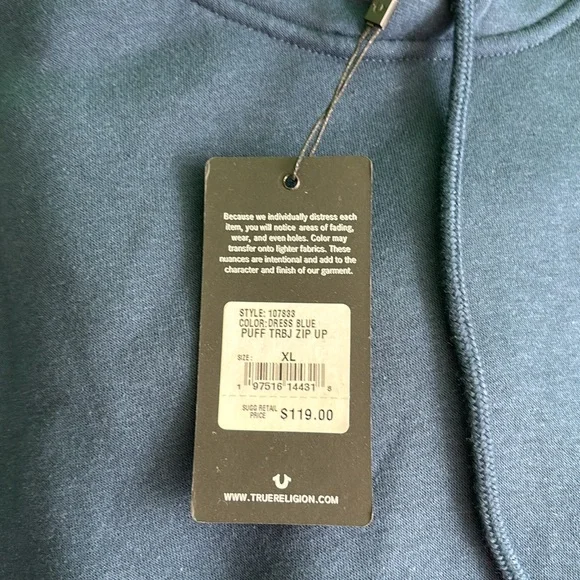 Because we individually distress each
item, you will notice areas of fading,
wear, and even holes. Color may
transfer onto lighter fabrics. These
nuances are intentional and add to the
character and finish of our garment.
STYLE: 107833
COLOR:DRESS BLUE
PUFF TRBJ ZIP UP
SIZE: XL
1 97516 14431 8
SUGG RETAIL
PRICE $119.00
WWW.TRUERELIGION.COM